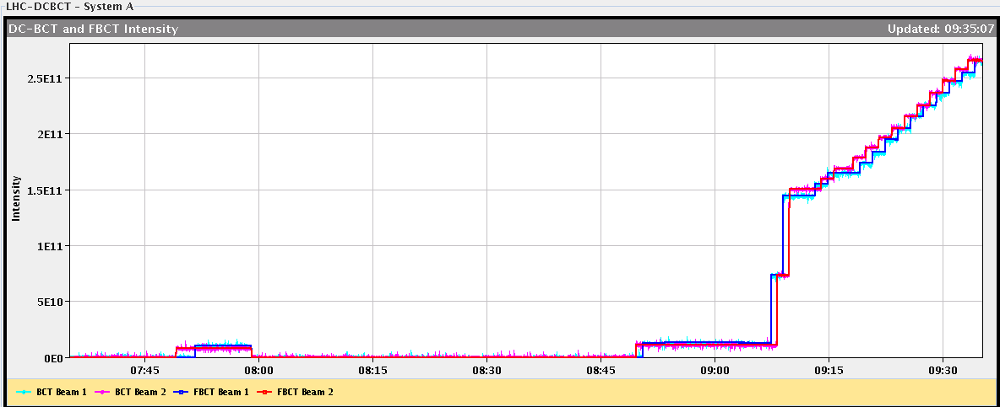 LHC-DCBCT - System A
DC-BCT and FBCT Intensity Updated: 09:35:07
2.5E11
2E11
1.5E11
1E11
5E10
0E0
Intensity
07:45 08:00 08:15 08:30 08:45 09:00 09:15 09:30
BCT Beam 1 BCT Beam 2 FBCT Beam 1 FBCT Beam 2